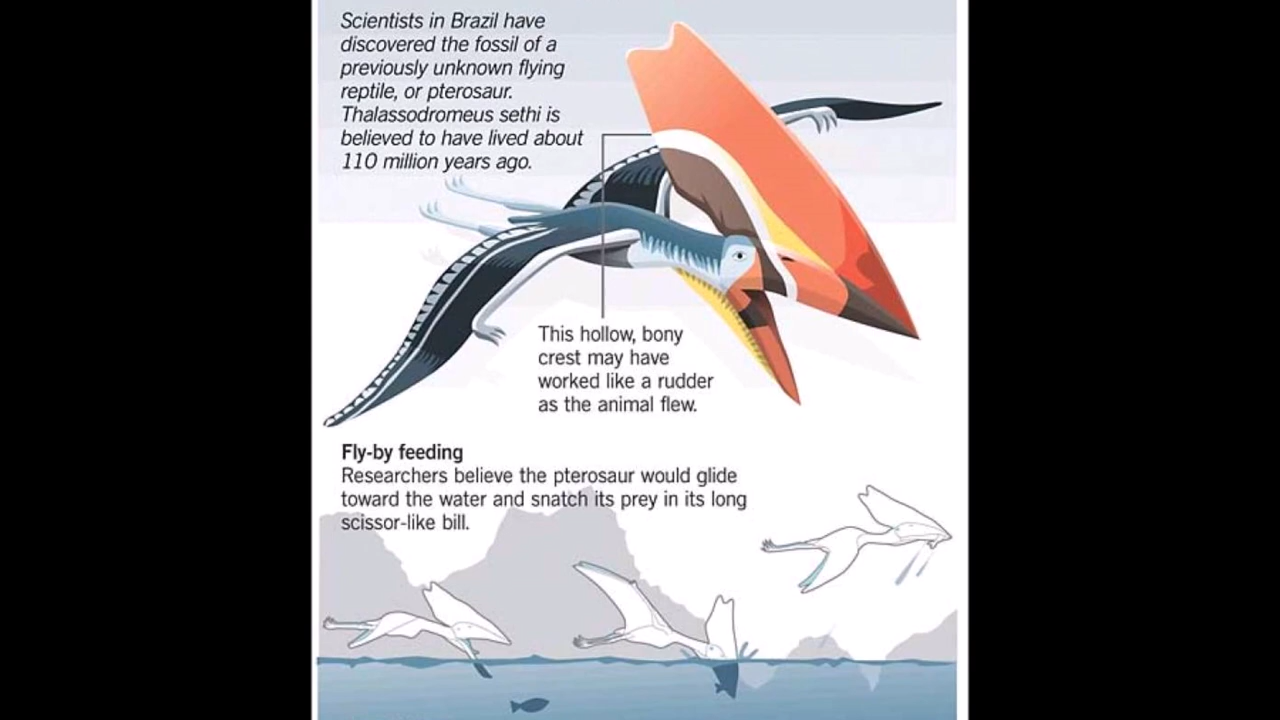 Scientists in Brazil have
discovered the fossil of a
previously unknown flying
reptile, or pterosaur.
Thalassodromeus sethi is
believed to have lived about
110 million years ago.
This hollow, bony
crest may have
worked like a rudder
as the animal flew.
Fly-by feeding
Researchers believe the pterosaur would glide
toward the water and snatch its prey in its long
scissor-like bill.